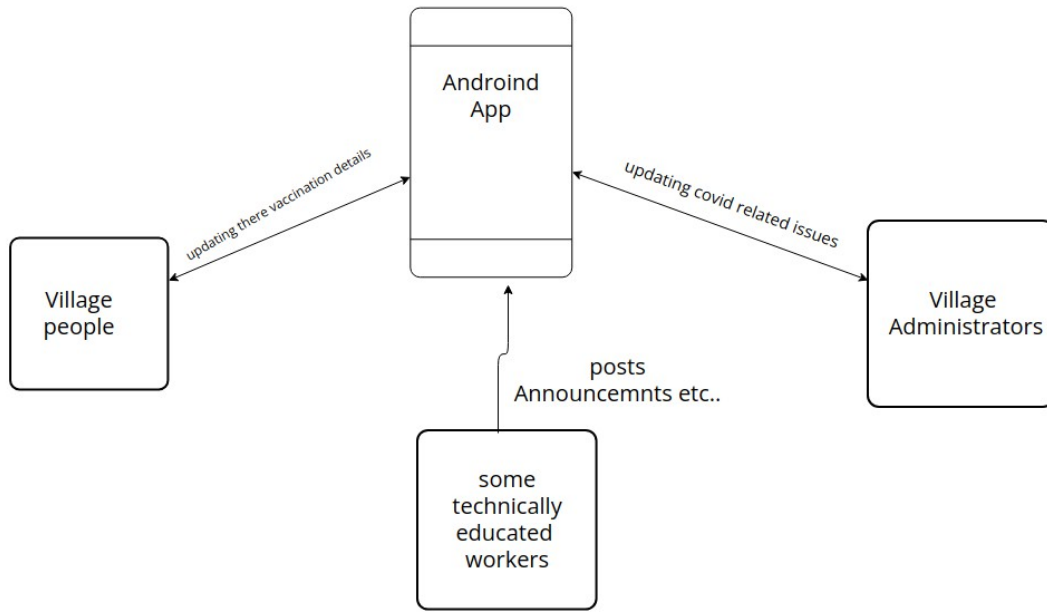 Androind
App
updating there vaccination details
updating covid related issues
Village
people
Village
Administrators
posts
Announcemnts etc..
some
technically
educated
workers